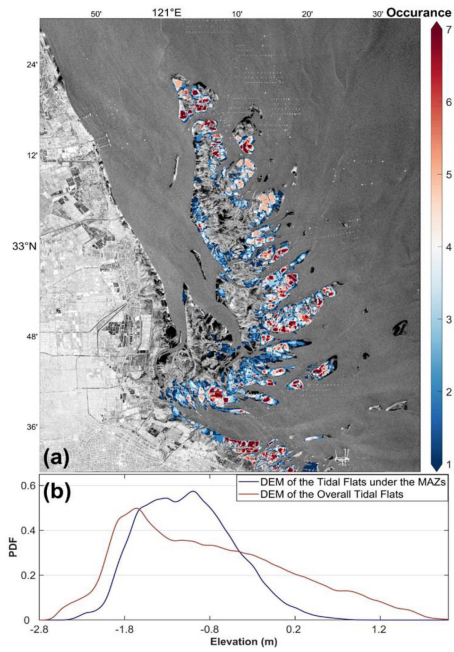 50' 121°E 10' 20' 30' Occurance
7
24'
6
12'
5
33°N
4
3
48'
2
36'
1
(a)
(b)
DEM of the Tidal Flats under the MAZs
DEM of the Overall Tidal Flats
0.6
0.4
0.2
0
PDF
-2.8 -1.8 -0.8 0.2 1.2
Elevation (m)